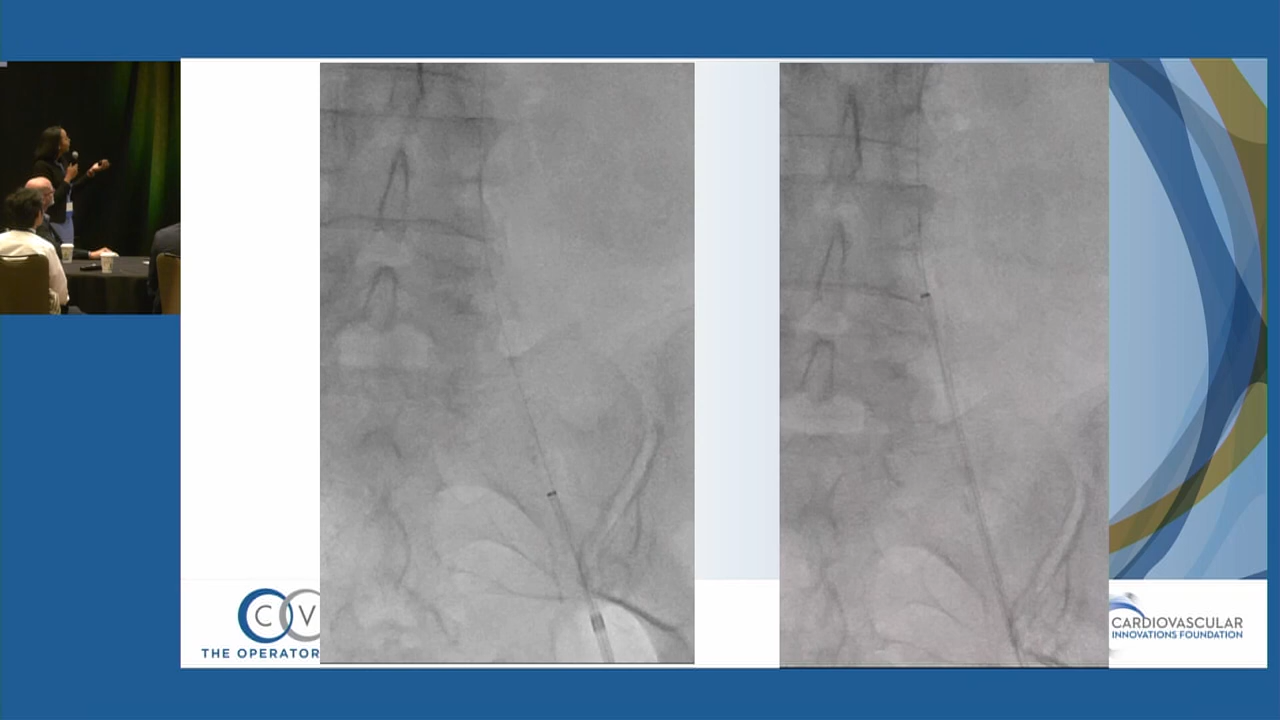 C V
THE OPERATOR
CARDIOVASCULAR
INNOVATIONS FOUNDATION